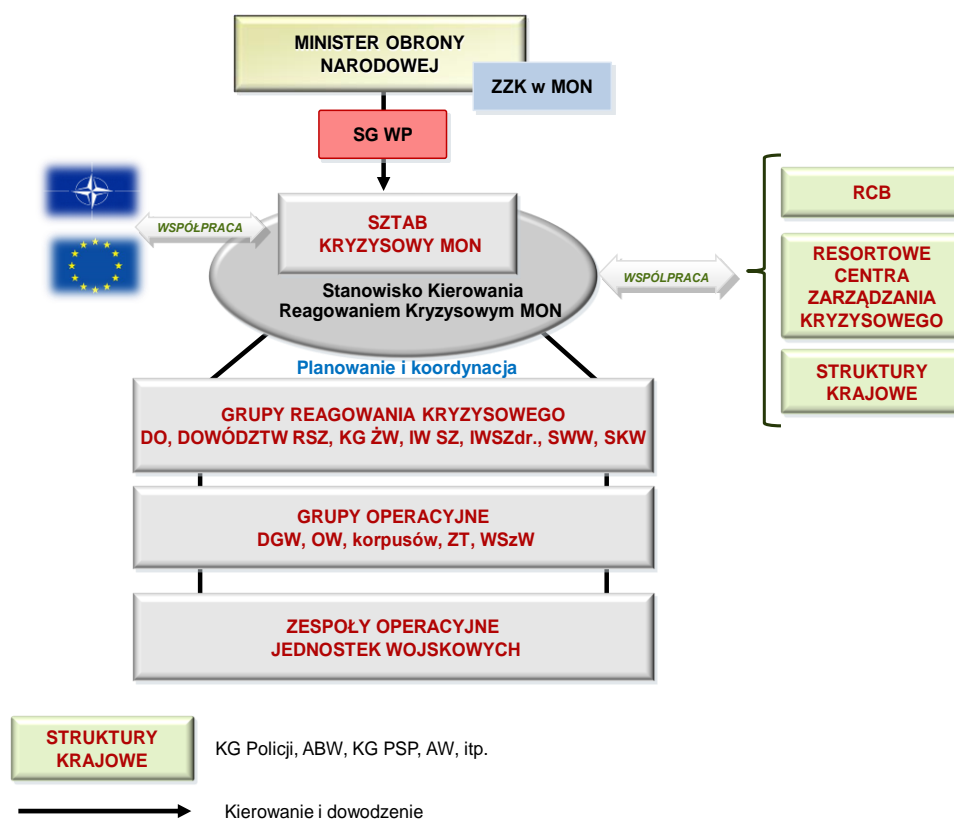 MINISTER OBRONY
NARODOWEJ
ZZK w MON
SG WP
SZTAB
KRYZYSOWY MON
WSPÓŁPRACA
Stanowisko Kierowania
Reagowaniem Kryzysowym MON
WSPÓLPRACA
RCB
RESORTOWE
CENTRA
ZARZĄDZANIA
KRYZYSOWEGO
STRUKTURY
KRAJOWE
Planowanie i koordynacja
GRUPY REAGOWANIA KRYZYSOWEGO
DO, DOWÓDZTW RSZ, KG ŻW, IW SZ, IWSZdr., SWW, SKW
GRUPY OPERACYJNE
DGW, OW, korpusów, ZT, WSzW
ZESPOŁY OPERACYJNE
JEDNOSTEK WOJSKOWYCH
STRUKTURY
KRAJOWE
KG Policji, ABW, KG PSP, AW, itp.
Kierowanie i dowodzenie